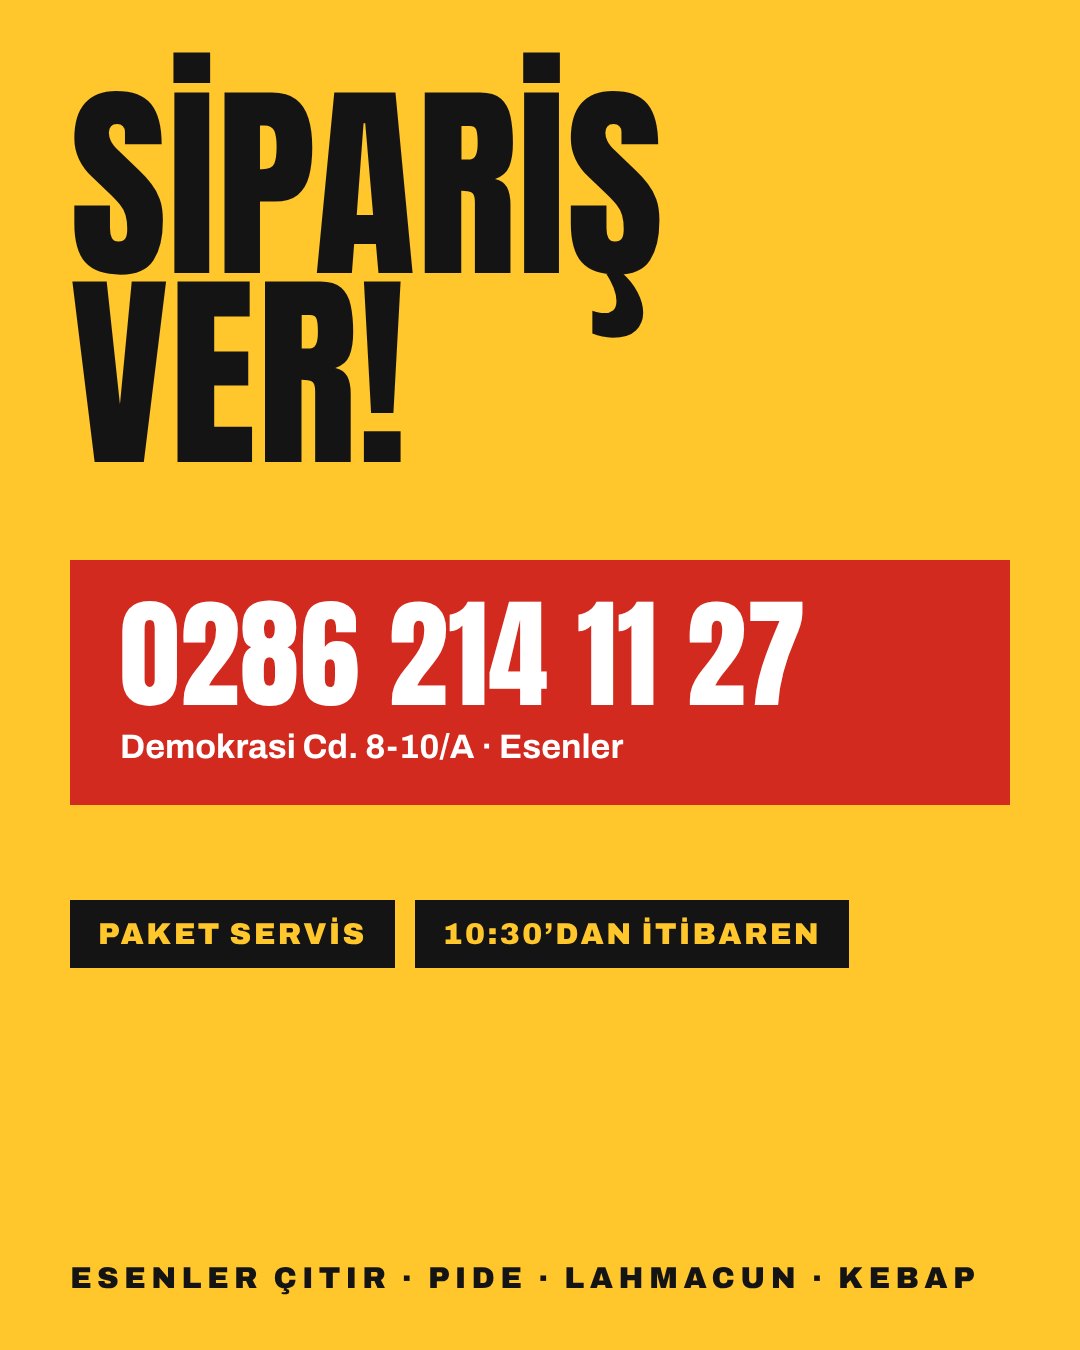 SİPARİŞ
VER!
0286 214 11 27
Demokrasi Cd. 8-10/A · Esenler
PAKET SERVİS
10:30’DAN İTİBAREN
ESENLER ÇITIR · PIDE · LAHMACUN · KEBAP